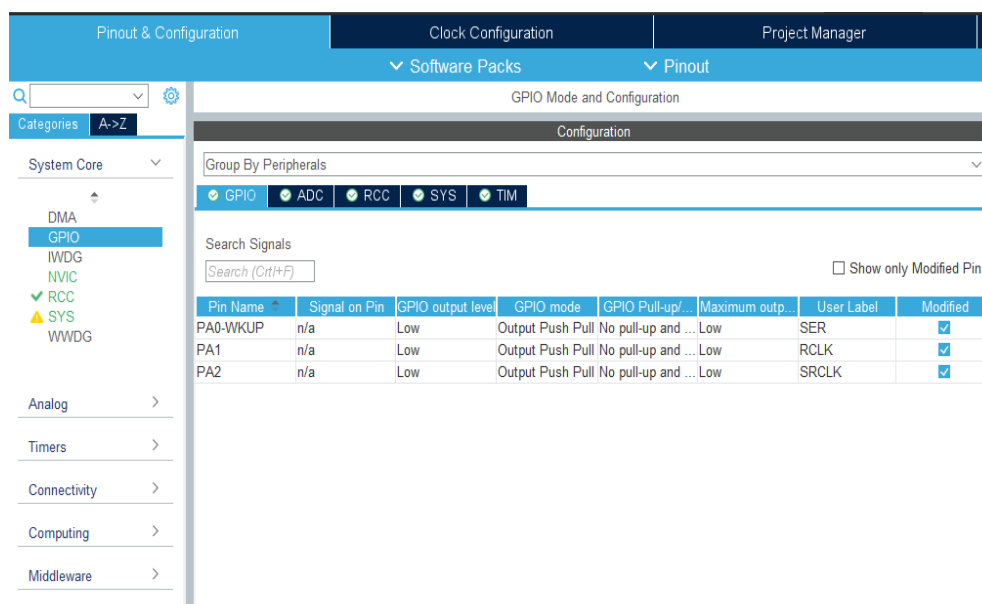 Pinout & Configuration Clock Configuration Project Manager
Software Packs Pinout
GPIO Mode and Configuration
Categories A->Z
Configuration
System Core
Group By Peripherals
GPIO ADC RCC SYS TIM
DMA
GPIO
IWDG
NVIC
RCC
SYS
WWDG
Search Signals
Search (Crtl+F)
Show only Modified Pin
Pin Name Signal on Pin GPIO output level GPIO mode GPIO Pull-up/... Maximum outp... User Label Modified
PA0-WKUP n/a Low Output Push Pull No pull-up and ... Low SER
PA1 n/a Low Output Push Pull No pull-up and ... Low RCLK
PA2 n/a Low Output Push Pull No pull-up and ... Low SRCLK
Analog
Timers
Connectivity
Computing
Middleware